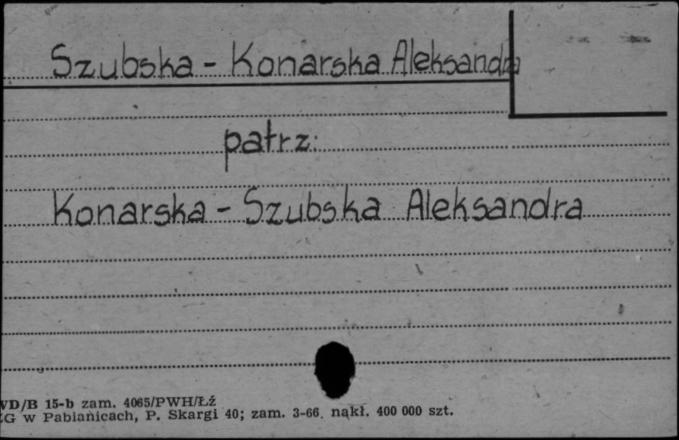 Szubska - Konarska Aleksandra
patrz:
Konarska - Szubska Aleksandra
VD/B 15-b zam. 4065/PWH/Łź
ZG w Pabianicach, P. Skargi 40; zam. 3-66. nakł. 400 000 szt.